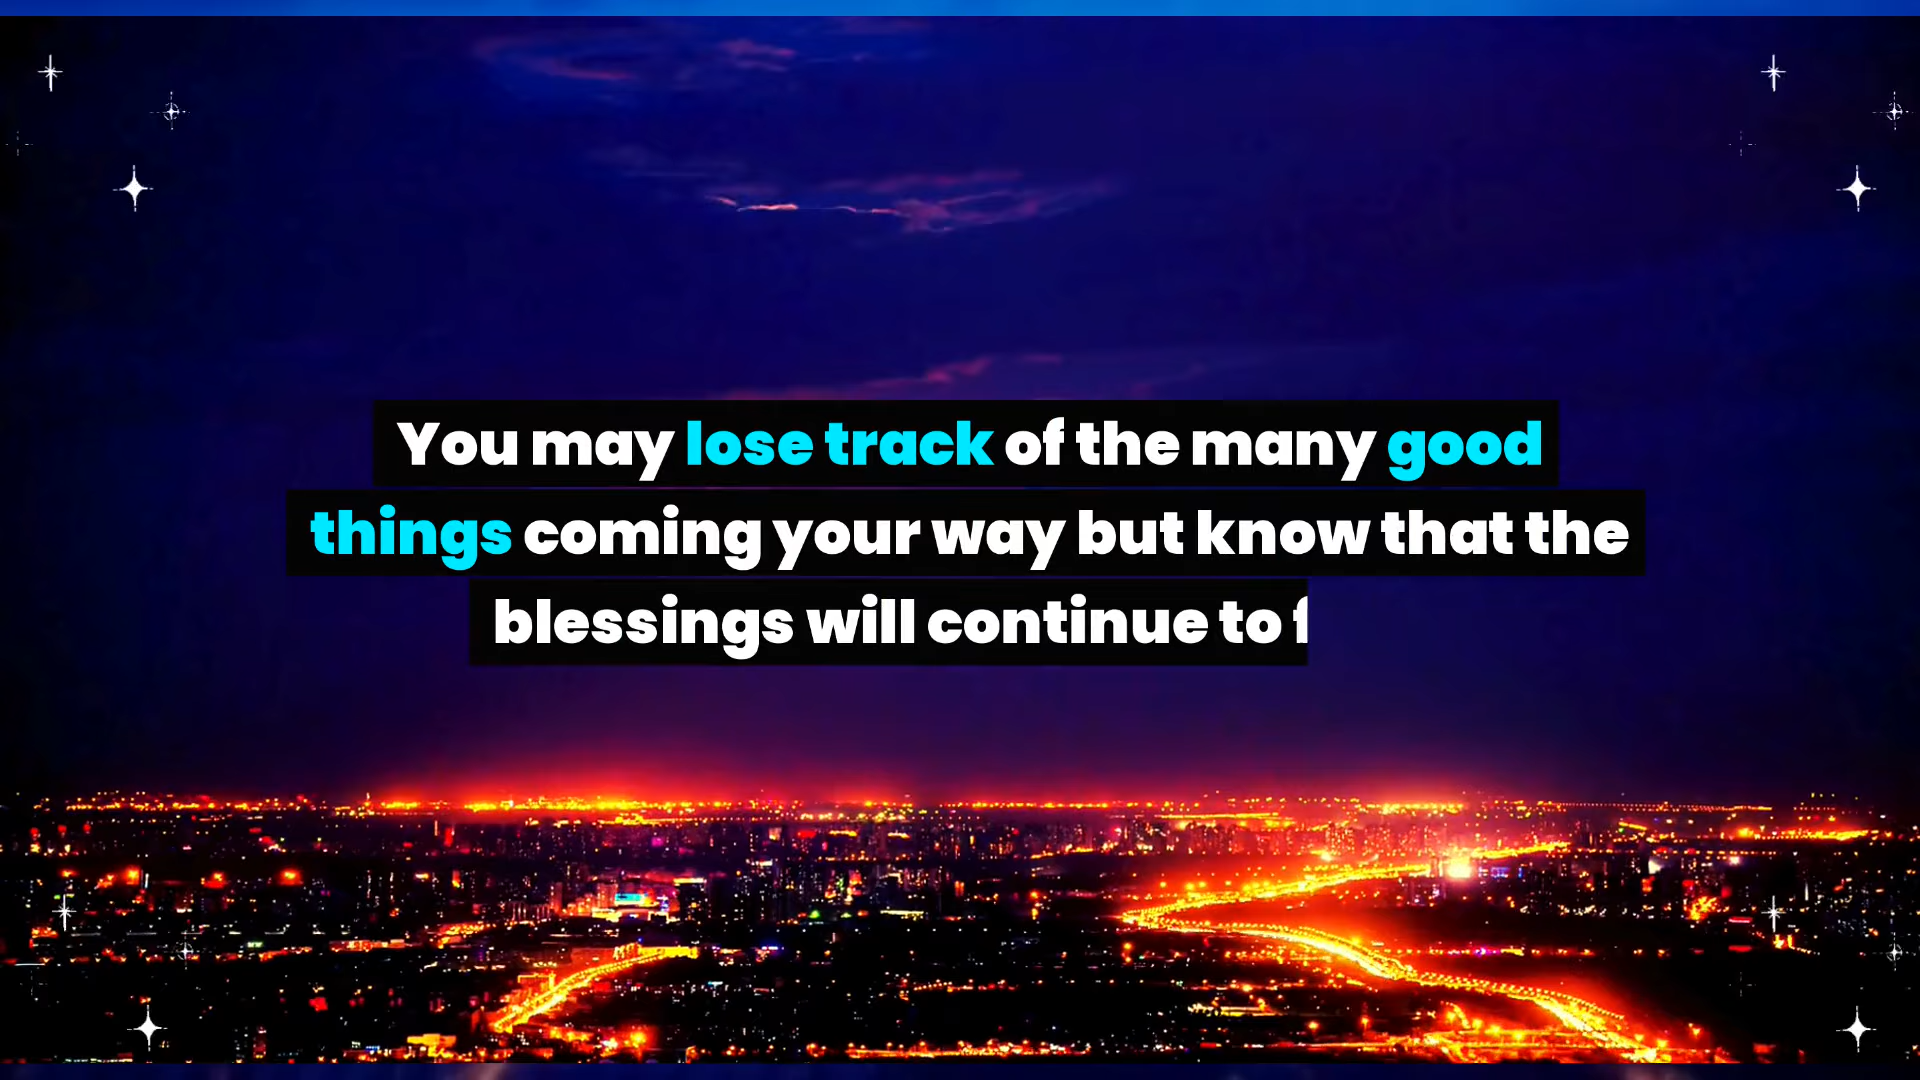 You may lose track of the many good
things coming your way but know that the
blessings will continue to f